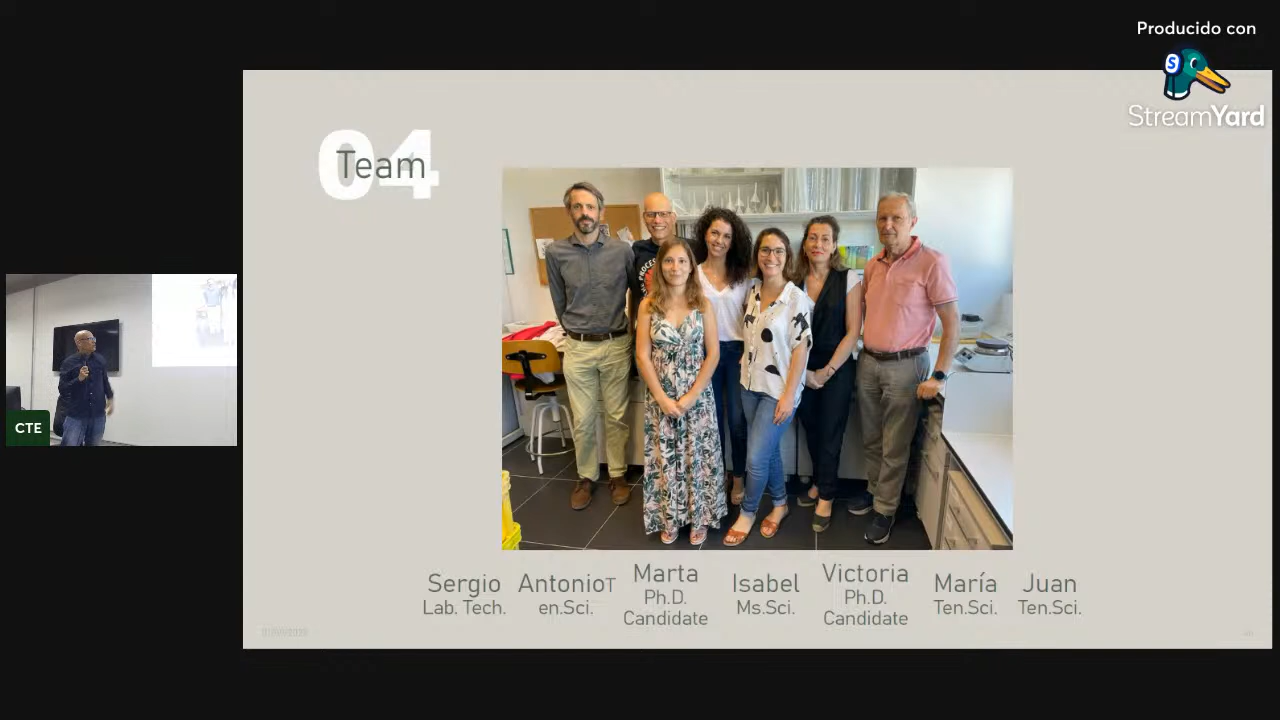 Producido con
StreamYard
04
Team
CTE
Sergio
Lab. Tech.
AntonioT
en.Sci.
Marta
Ph.D.
Candidate
Isabel
Ms.Sci.
Victoria
Ph.D.
Candidate
María
Ten.Sci.
Juan
Ten.Sci.